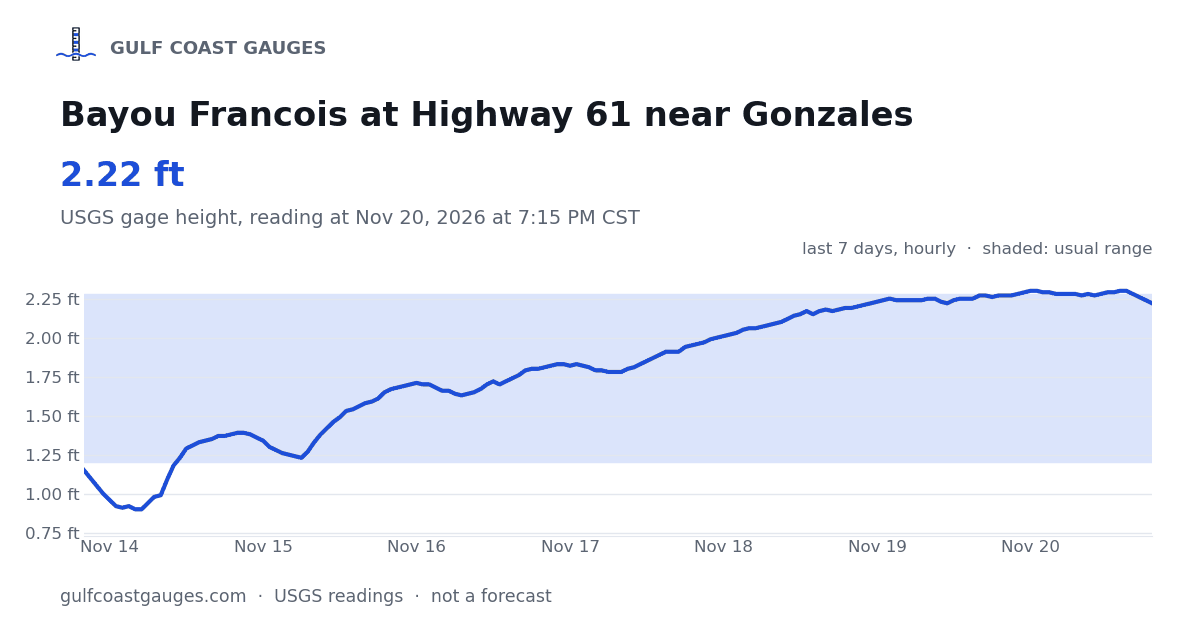 GULF COAST GAUGES
Bayou Francois at Highway 61 near Gonzales
2.22 ft
USGS gage height, reading at Nov 20, 2026 at 7:15 PM CST
last 7 days, hourly · shaded: usual range
2.25 ft
2.00 ft
1.75 ft
1.50 ft
1.25 ft
1.00 ft
0.75 ft
Nov 14 Nov 15 Nov 16 Nov 17 Nov 18 Nov 19 Nov 20
gulfcoastgauges.com · USGS readings · not a forecast